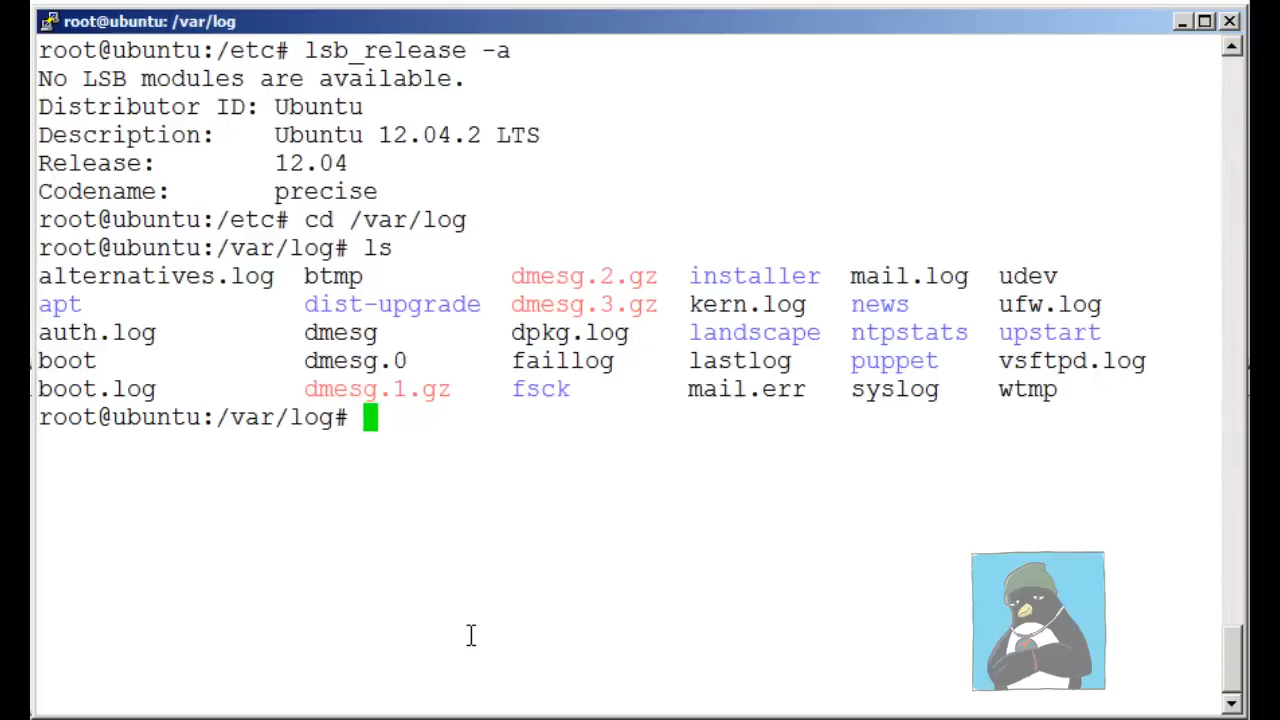 root@ubuntu: /var/log
root@ubuntu:/etc# lsb_release -a
No LSB modules are available.
Distributor ID: Ubuntu
Description:    Ubuntu 12.04.2 LTS
Release:        12.04
Codename:       precise
root@ubuntu:/etc# cd /var/log
root@ubuntu:/var/log# ls
alternatives.log  btmp          dmesg.2.gz  installer  mail.log  udev
apt               dist-upgrade  dmesg.3.gz  kern.log   news      ufw.log
auth.log          dmesg         dpkg.log    landscape  ntpstats  upstart
boot              dmesg.0       faillog     lastlog    puppet    vsftpd.log
boot.log          dmesg.1.gz    fsck        mail.err   syslog    wtmp
root@ubuntu:/var/log#